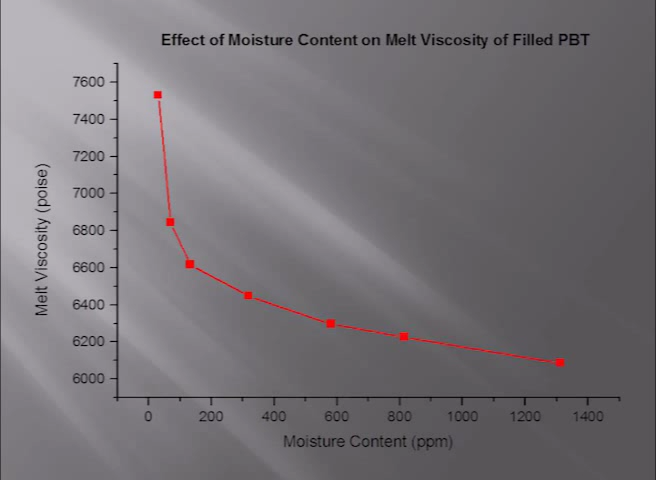 Effect of Moisture Content on Melt Viscosity of Filled PBT
7600
7400
7200
7000
6800
6600
6400
6200
6000
Melt Viscosity (poise)
0 200 400 600 800 1000 1200 1400
Moisture Content (ppm)